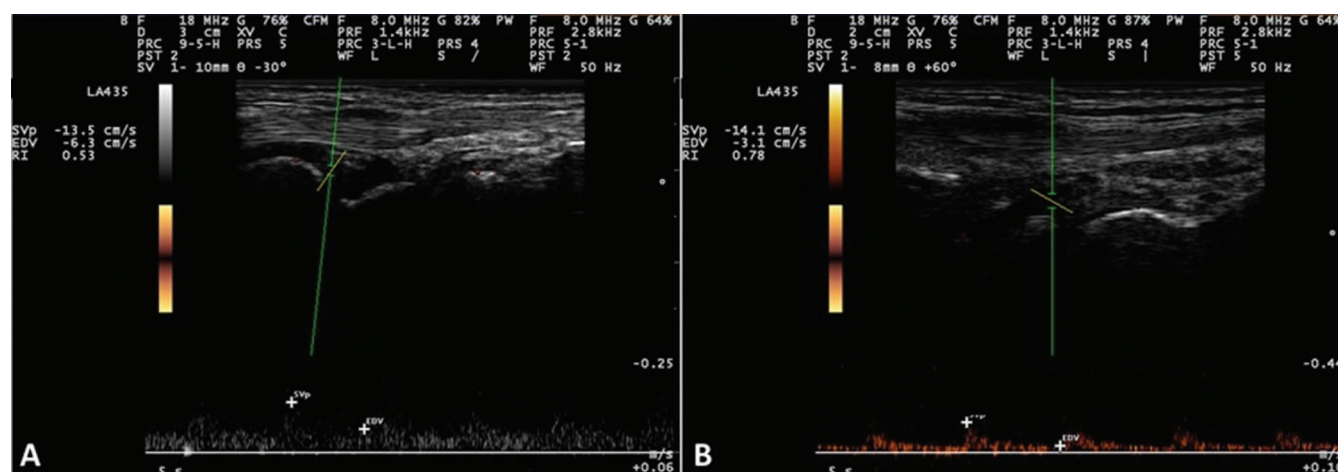 B F 18 MHz G 76% CFM F 8.0 MHz G 82% PW F 8.0 MHz G 64%
D 3 cm XV C PRF 1.4kHz PRF 2.8kHz
PRC 9-5-H PRS 5 PRC 3-L-H PRS 4 PRC 5-1
PST 2 WF L S / PST 2
SV 1- 10mm θ -30° WF 50 Hz
LA435
SVp -13.5 cm/s
EDV -6.3 cm/s
RI 0.53
-0.25
SVp
EDV
A
m/s
+0.06
5 s
B F 18 MHz G 76% CFM F 8.0 MHz G 87% PW F 8.0 MHz G 64%
D 2 cm XV C PRF 1.4kHz PRF 2.8kHz
PRC 9-5-H PRS 5 PRC 3-L-H PRS 4 PRC 5-1
PST 2 WF L S | PST 5
SV 1- 8mm θ +60° WF 50 Hz
LA435
SVp -14.1 cm/s
EDV -3.1 cm/s
RI 0.78
-0.44
EDV
B
5 s